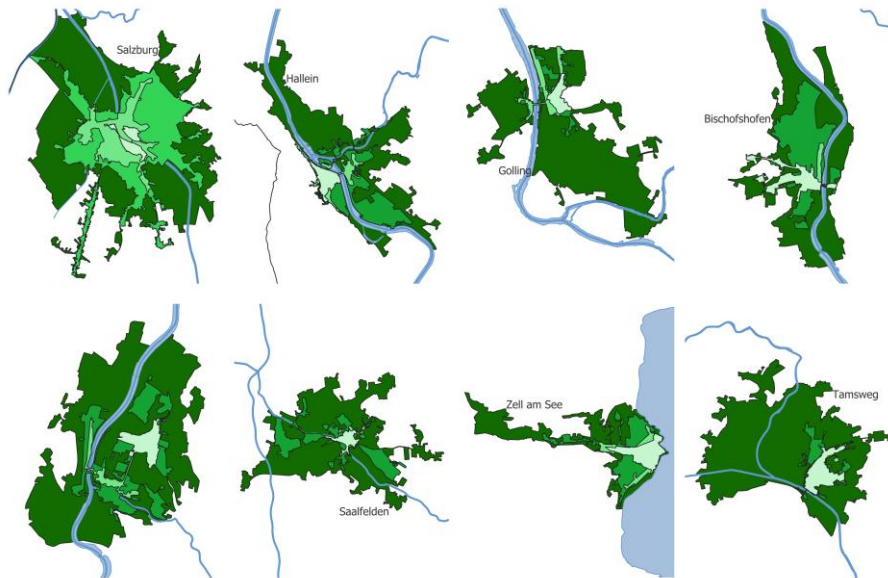 Salzburg
Hallein
Golling
Bischofshofen
Saalfelden
Zell am See
Tamsweg